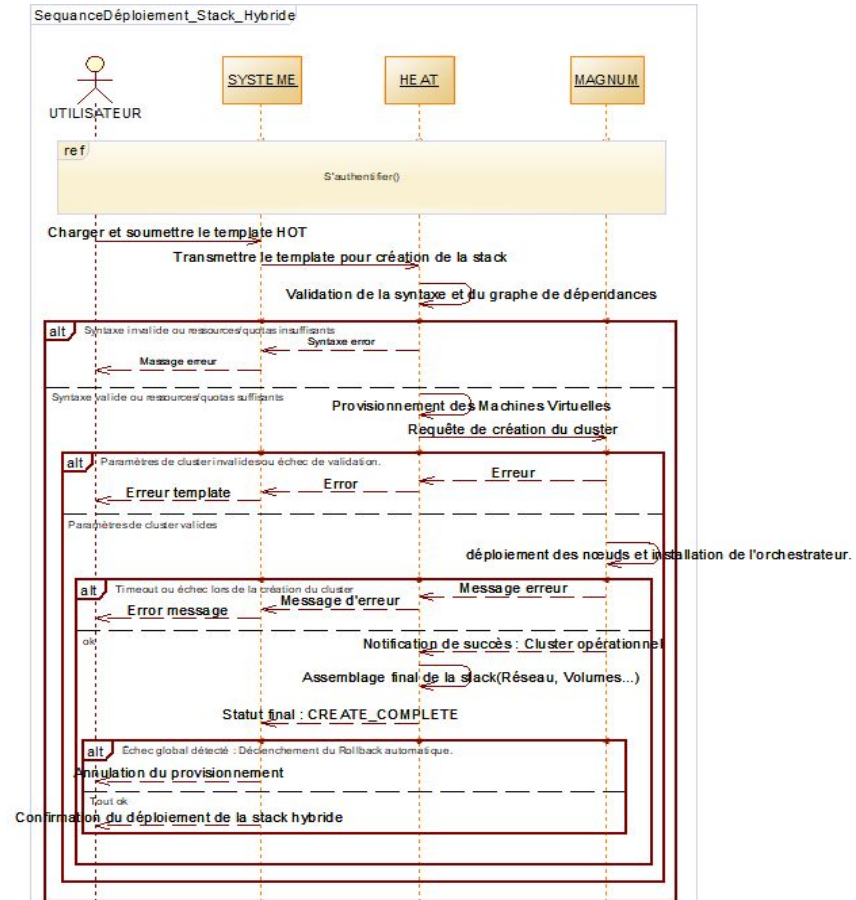 SequanceDéploiement_Stack_Hybride
UTILISATEUR
SYSTEME
HEAT
MAGNUM
ref
S'authentifier()
Charger et soumettre le template HOT
Transmettre le template pour création de la stack
Validation de la syntaxe et du graphe de dépendances
alt
Syntaxe invalide ou ressources/quotas insuffisants
Syntaxe error
Massage erreur
Syntaxe valide ou ressources/quotas suffisants
Provisionnement des Machines Virtuelles
Requête de création du cluster
alt
Paramètres de cluster invalides ou échec de validation.
Erreur
Error
Erreur template
Paramètres de cluster valides
déploiement des nœuds et installation de l'orchestrateur.
alt
Timeout ou échec lors de la création du cluster
Message erreur
Message d'erreur
Error message
ok
Notification de succès : Cluster opérationnel
Assemblage final de la stack(Réseau, Volumes...)
Statut final : CREATE_COMPLETE
alt
Échec global détecté : Déclenchement du Rollback automatique.
Annulation du provisionnement
Tout ok
Confirmation du déploiement de la stack hybride